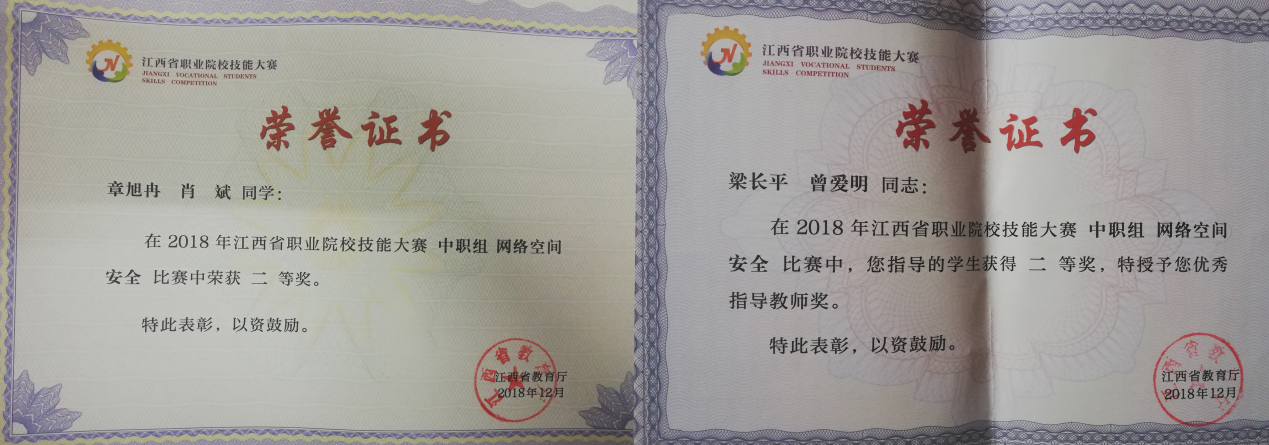 江西省职业院校技能大赛
JIANGXI VOCATIONAL STUDENTS
SKILLS COMPETITION
荣誉证书
章旭冉 肖 斌 同学：
在 2018 年江西省职业院校技能大赛 中职组 网络空间
安全 比赛中荣获 二 等奖。
特此表彰，以资鼓励。
江西省教育厅
2018年12月
江西省职业院校技能大赛
JIANGXI VOCATIONAL STUDENTS
SKILLS COMPETITION
荣誉证书
梁长平 曾爱明 同志：
在 2018 年江西省职业院校技能大赛 中职组 网络空间
安全 比赛中，您指导的学生获得 二 等奖，特授予您优秀
指导教师奖。
特此表彰，以资鼓励。
江西省教育厅
2018年12月